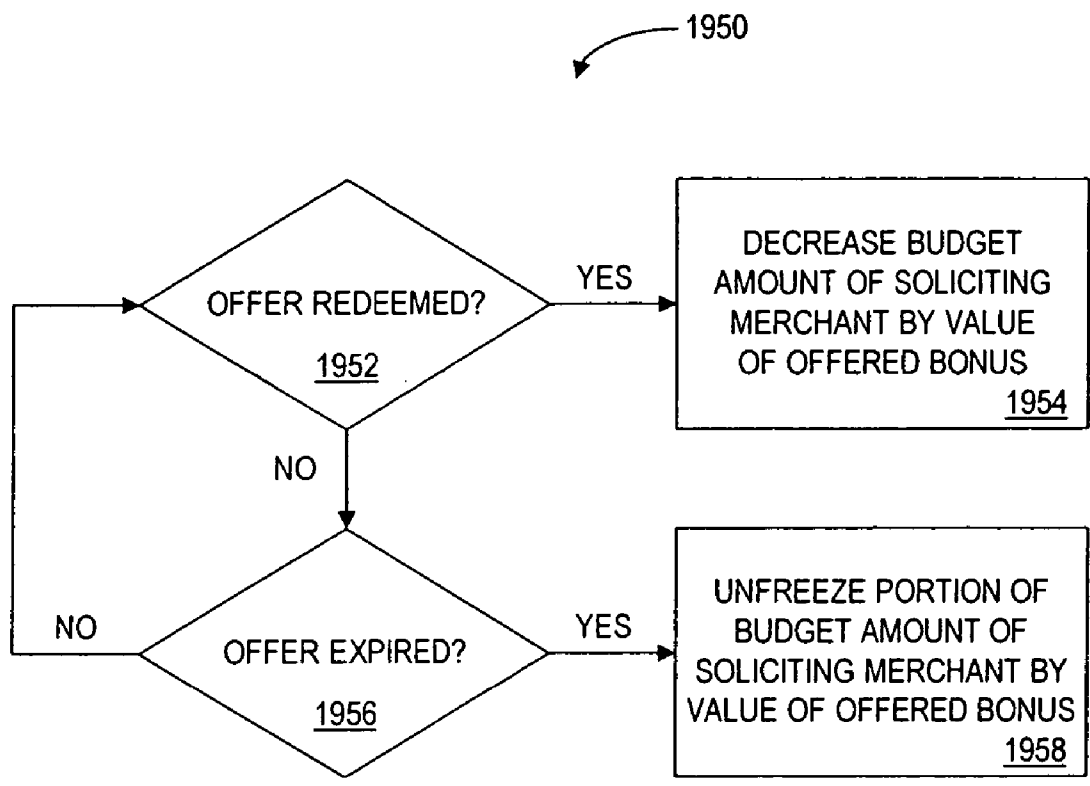 1950
OFFER REDEEMED?
1952
YES
DECREASE BUDGET
AMOUNT OF SOLICITING
MERCHANT BY VALUE
OF OFFERED BONUS
1954
NO
OFFER EXPIRED?
1956
NO
YES
UNFREEZE PORTION OF
BUDGET AMOUNT OF
SOLICITING MERCHANT BY
VALUE OF OFFERED BONUS
1958